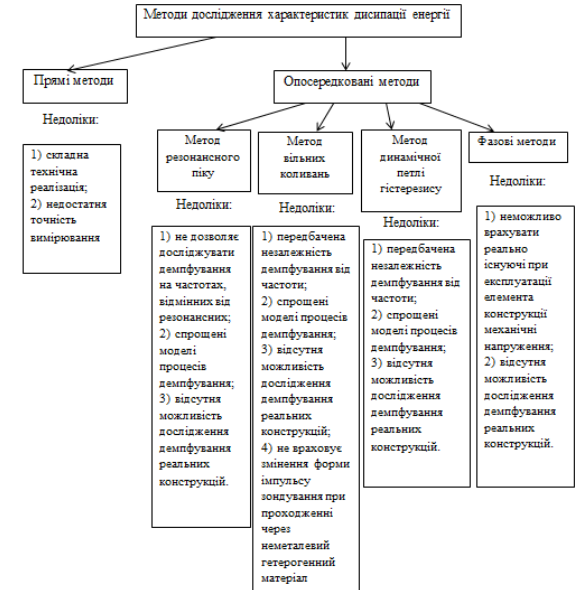 Методи дослідження характеристик дисипації енергії
Прямі методи
Недоліки:
1) складна
технічна
реалізація;
2) недостатня
точність
вимірювання
Опосередковані методи
Метод
резонансного
піку
Недоліки:
1) не дозволяє
досліджувати
демпфування
на частотах,
відмінних від
резонансних;
2) спрощені
моделі
процесів
демпфування;
3) відсутня
можливість
дослідження
демпфування
реальних
конструкцій.
Метод
вільних
коливань
Недоліки:
1) передбачена
незалежність
демпфування від
частоти;
2) спрощені
моделі процесів
демпфування;
3) відсутня
можливість
дослідження
демпфування
реальних
конструкцій;
4) не враховує
змінення форми
імпульсу
зондування при
проходженні
через
неметалевий
гетерогенний
матеріал
Метод
динамічної
петлі
гістерезису
Недоліки:
1) передбачена
незалежність
демпфування від
частоти;
2) спрощені
моделі процесів
демпфування;
3) відсутня
можливість
дослідження
демпфування
реальних
конструкцій.
Фазові методи
Недоліки:
1) неможливо
врахувати
реально
існуючі при
експлуатації
елемента
конструкції
механічні
напруження;
2) відсутня
можливість
дослідження
демпфування
реальних
конструкцій.